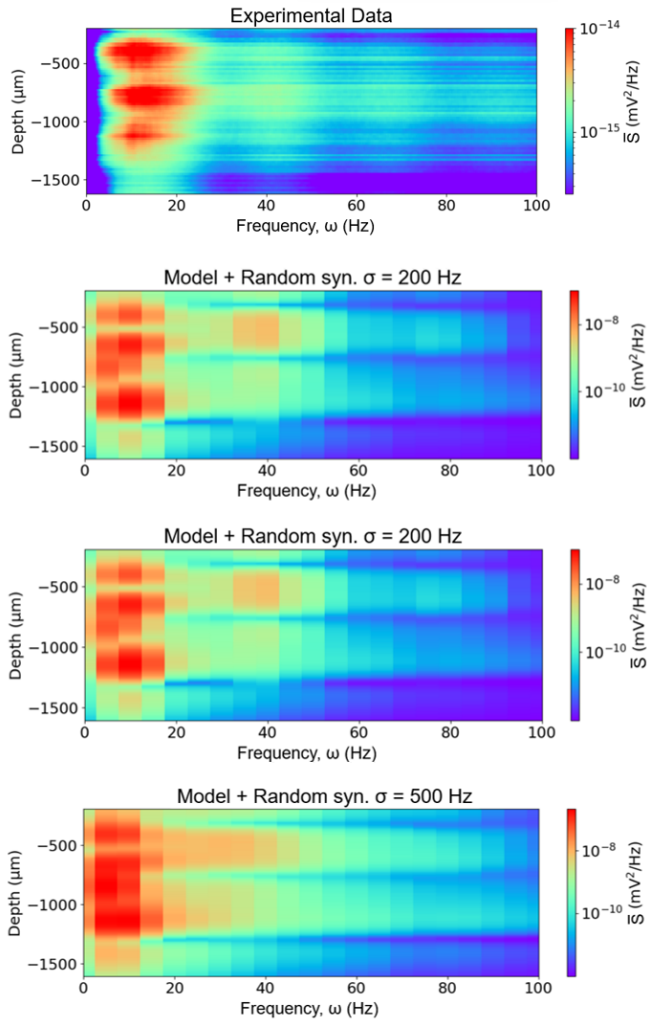 Experimental Data
Depth (μm)
−500
−1000
−1500
0 20 40 60 80 100
Frequency, ω (Hz)
10⁻¹⁴
10⁻¹⁵
S̅ (mV²/Hz)
Model + Random syn. σ = 200 Hz
Depth (μm)
−500
−1000
−1500
0 20 40 60 80 100
Frequency, ω (Hz)
10⁻⁸
10⁻¹⁰
S̅ (mV²/Hz)
Model + Random syn. σ = 200 Hz
Depth (μm)
−500
−1000
−1500
0 20 40 60 80 100
Frequency, ω (Hz)
10⁻⁸
10⁻¹⁰
S̅ (mV²/Hz)
Model + Random syn. σ = 500 Hz
Depth (μm)
−500
−1000
−1500
0 20 40 60 80 100
Frequency, ω (Hz)
10⁻⁸
10⁻¹⁰
S̅ (mV²/Hz)